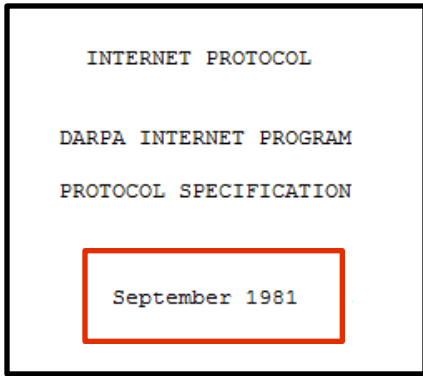 INTERNET PROTOCOL
DARPA INTERNET PROGRAM
PROTOCOL SPECIFICATION
September 1981